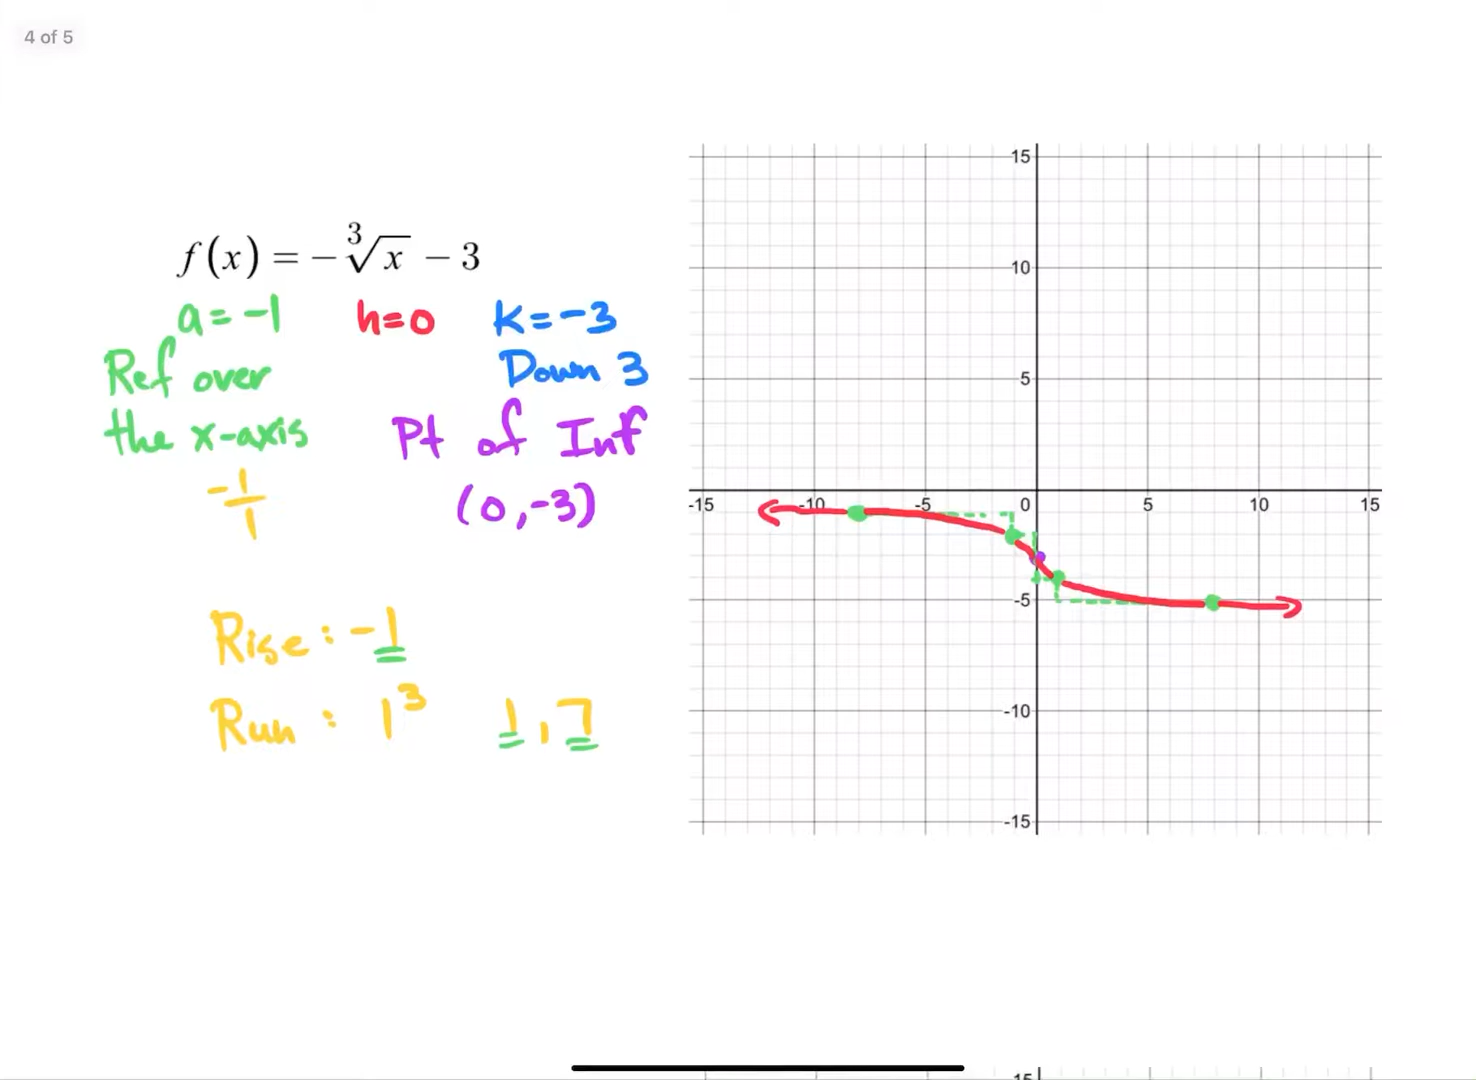 4 of 5
f(x) = -∛x - 3
a = -1 h=0 K=-3
Ref over
the x-axis
Down 3
Pt of Inf
(0,-3)
-1/1
Rise: -1
Run: 1³ 1,7
15
10
5
-15 -10 -5 0 5 10 15
-5
-10
-15
15